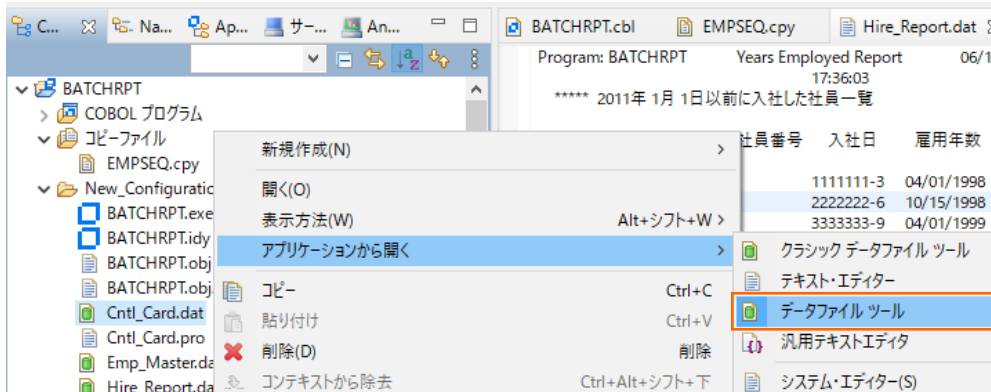 C... Na... Ap... サー... An...
BATCHRPT.cbl EMPSEQ.cpy Hire_Report.dat
BATCHRPT
COBOL プログラム
コピーファイル
EMPSEQ.cpy
New_Configuratic
BATCHRPT.exe
BATCHRPT.idy
BATCHRPT.obj
BATCHRPT.obj
Cntl_Card.dat
Cntl_Card.pro
Emp_Master.da
Hire_Report.da
Program: BATCHRPT Years Employed Report 06/1
17:36:03
***** 2011年 1月 1日以前に入社した社員一覧
社員番号 入社日 雇用年数
1111111-3 04/01/1998
2222222-6 10/15/1998
3333333-9 04/01/1999
新規作成(N)
開く(O)
表示方法(W) Alt+シフト+W
アプリケーションから開く
コピー Ctrl+C
貼り付け Ctrl+V
削除(D) 削除
コンテキストから除去 Ctrl+Alt+シフト+下
クラシック データファイル ツール
テキスト・エディター
データファイル ツール
汎用テキストエディタ
システム・エディター(S)